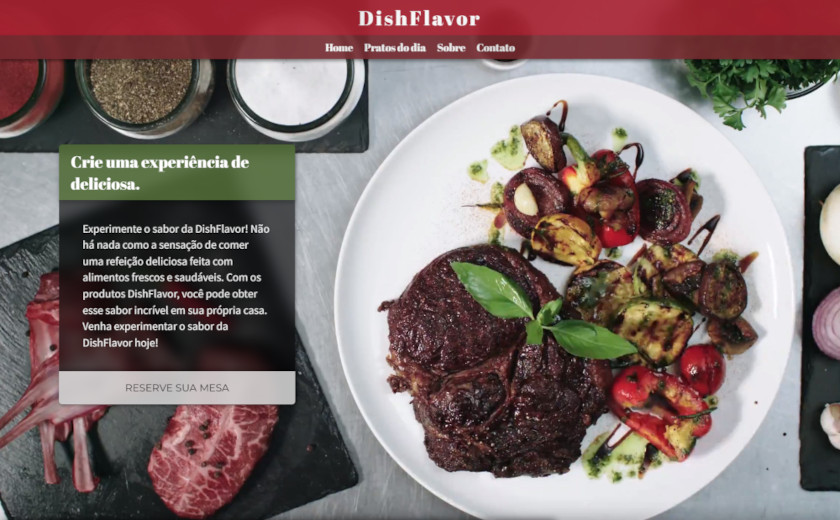 DishFlavor
Home Pratos do dia Sobre Contato
Crie uma experiência de
deliciosa.
Experimente o sabor da DishFlavor! Não
há nada como a sensação de comer
uma refeição deliciosa feita com
alimentos frescos e saudáveis. Com os
produtos DishFlavor, você pode obter
esse sabor incrível em sua própria casa.
Venha experimentar o sabor da
DishFlavor hoje!
RESERVE SUA MESA